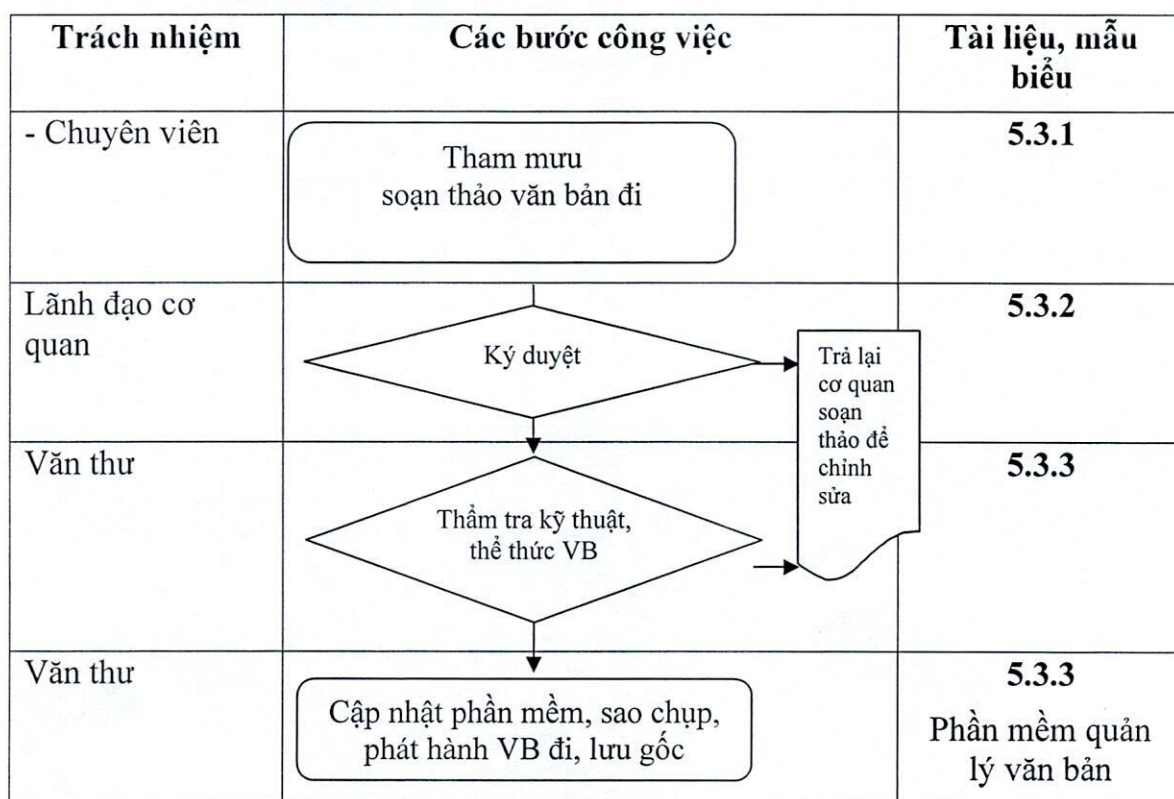 Trách nhiệm
Các bước công việc
Tài liệu, mẫu
biểu
- Chuyên viên
Tham mưu
soạn thảo văn bản đi
5.3.1
Lãnh đạo cơ
quan
Ký duyệt
Trả lại
cơ quan
soạn
thảo để
chỉnh
sửa
5.3.2
Văn thư
Thẩm tra kỹ thuật,
thể thức VB
5.3.3
Văn thư
Cập nhật phần mềm, sao chụp,
phát hành VB đi, lưu gốc
5.3.3
Phần mềm quản
lý văn bản